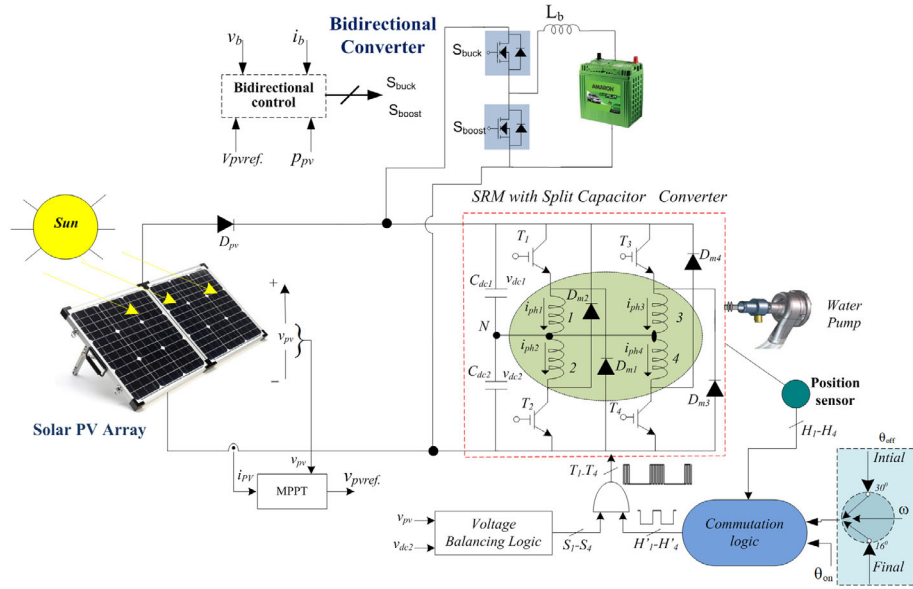 v_b
i_b
Bidirectional
Converter
Bidirectional
control
S_buck
S_boost
Vpvref.
p_pv
S_buck
S_boost
L_b
AMARON
Sun
D_pv
SRM with Split Capacitor Converter
T_1
T_3
D_m4
C_dc1
v_dc1
i_ph1
D_m2
i_ph3
1
3
N
i_ph2
i_ph4
C_dc2
v_dc2
2
4
D_m1
D_m3
T_2
T_4
+
v_pv
−
Solar PV Array
Water
Pump
Position
sensor
H_1-H_4
i_PV
v_pv
MPPT
v_pvref.
T_1-T_4
v_pv
v_dc2
Voltage
Balancing Logic
S_1-S_4
H'_1-H'_4
Commutation
logic
θ_off
Intial
30°
ω
16°
Final
θ_on